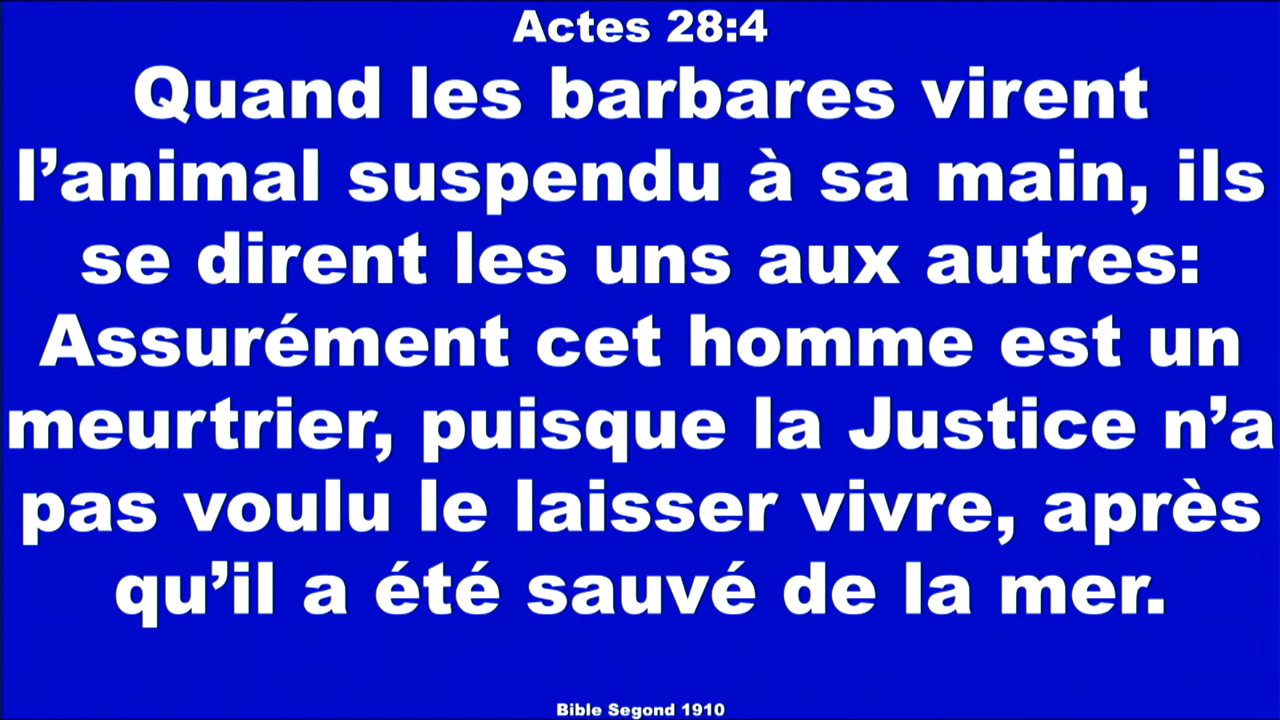 Actes 28:4
Quand les barbares virent
l’animal suspendu à sa main, ils
se dirent les uns aux autres:
Assurément cet homme est un
meurtrier, puisque la Justice n’a
pas voulu le laisser vivre, après
qu’il a été sauvé de la mer.
Bible Segond 1910